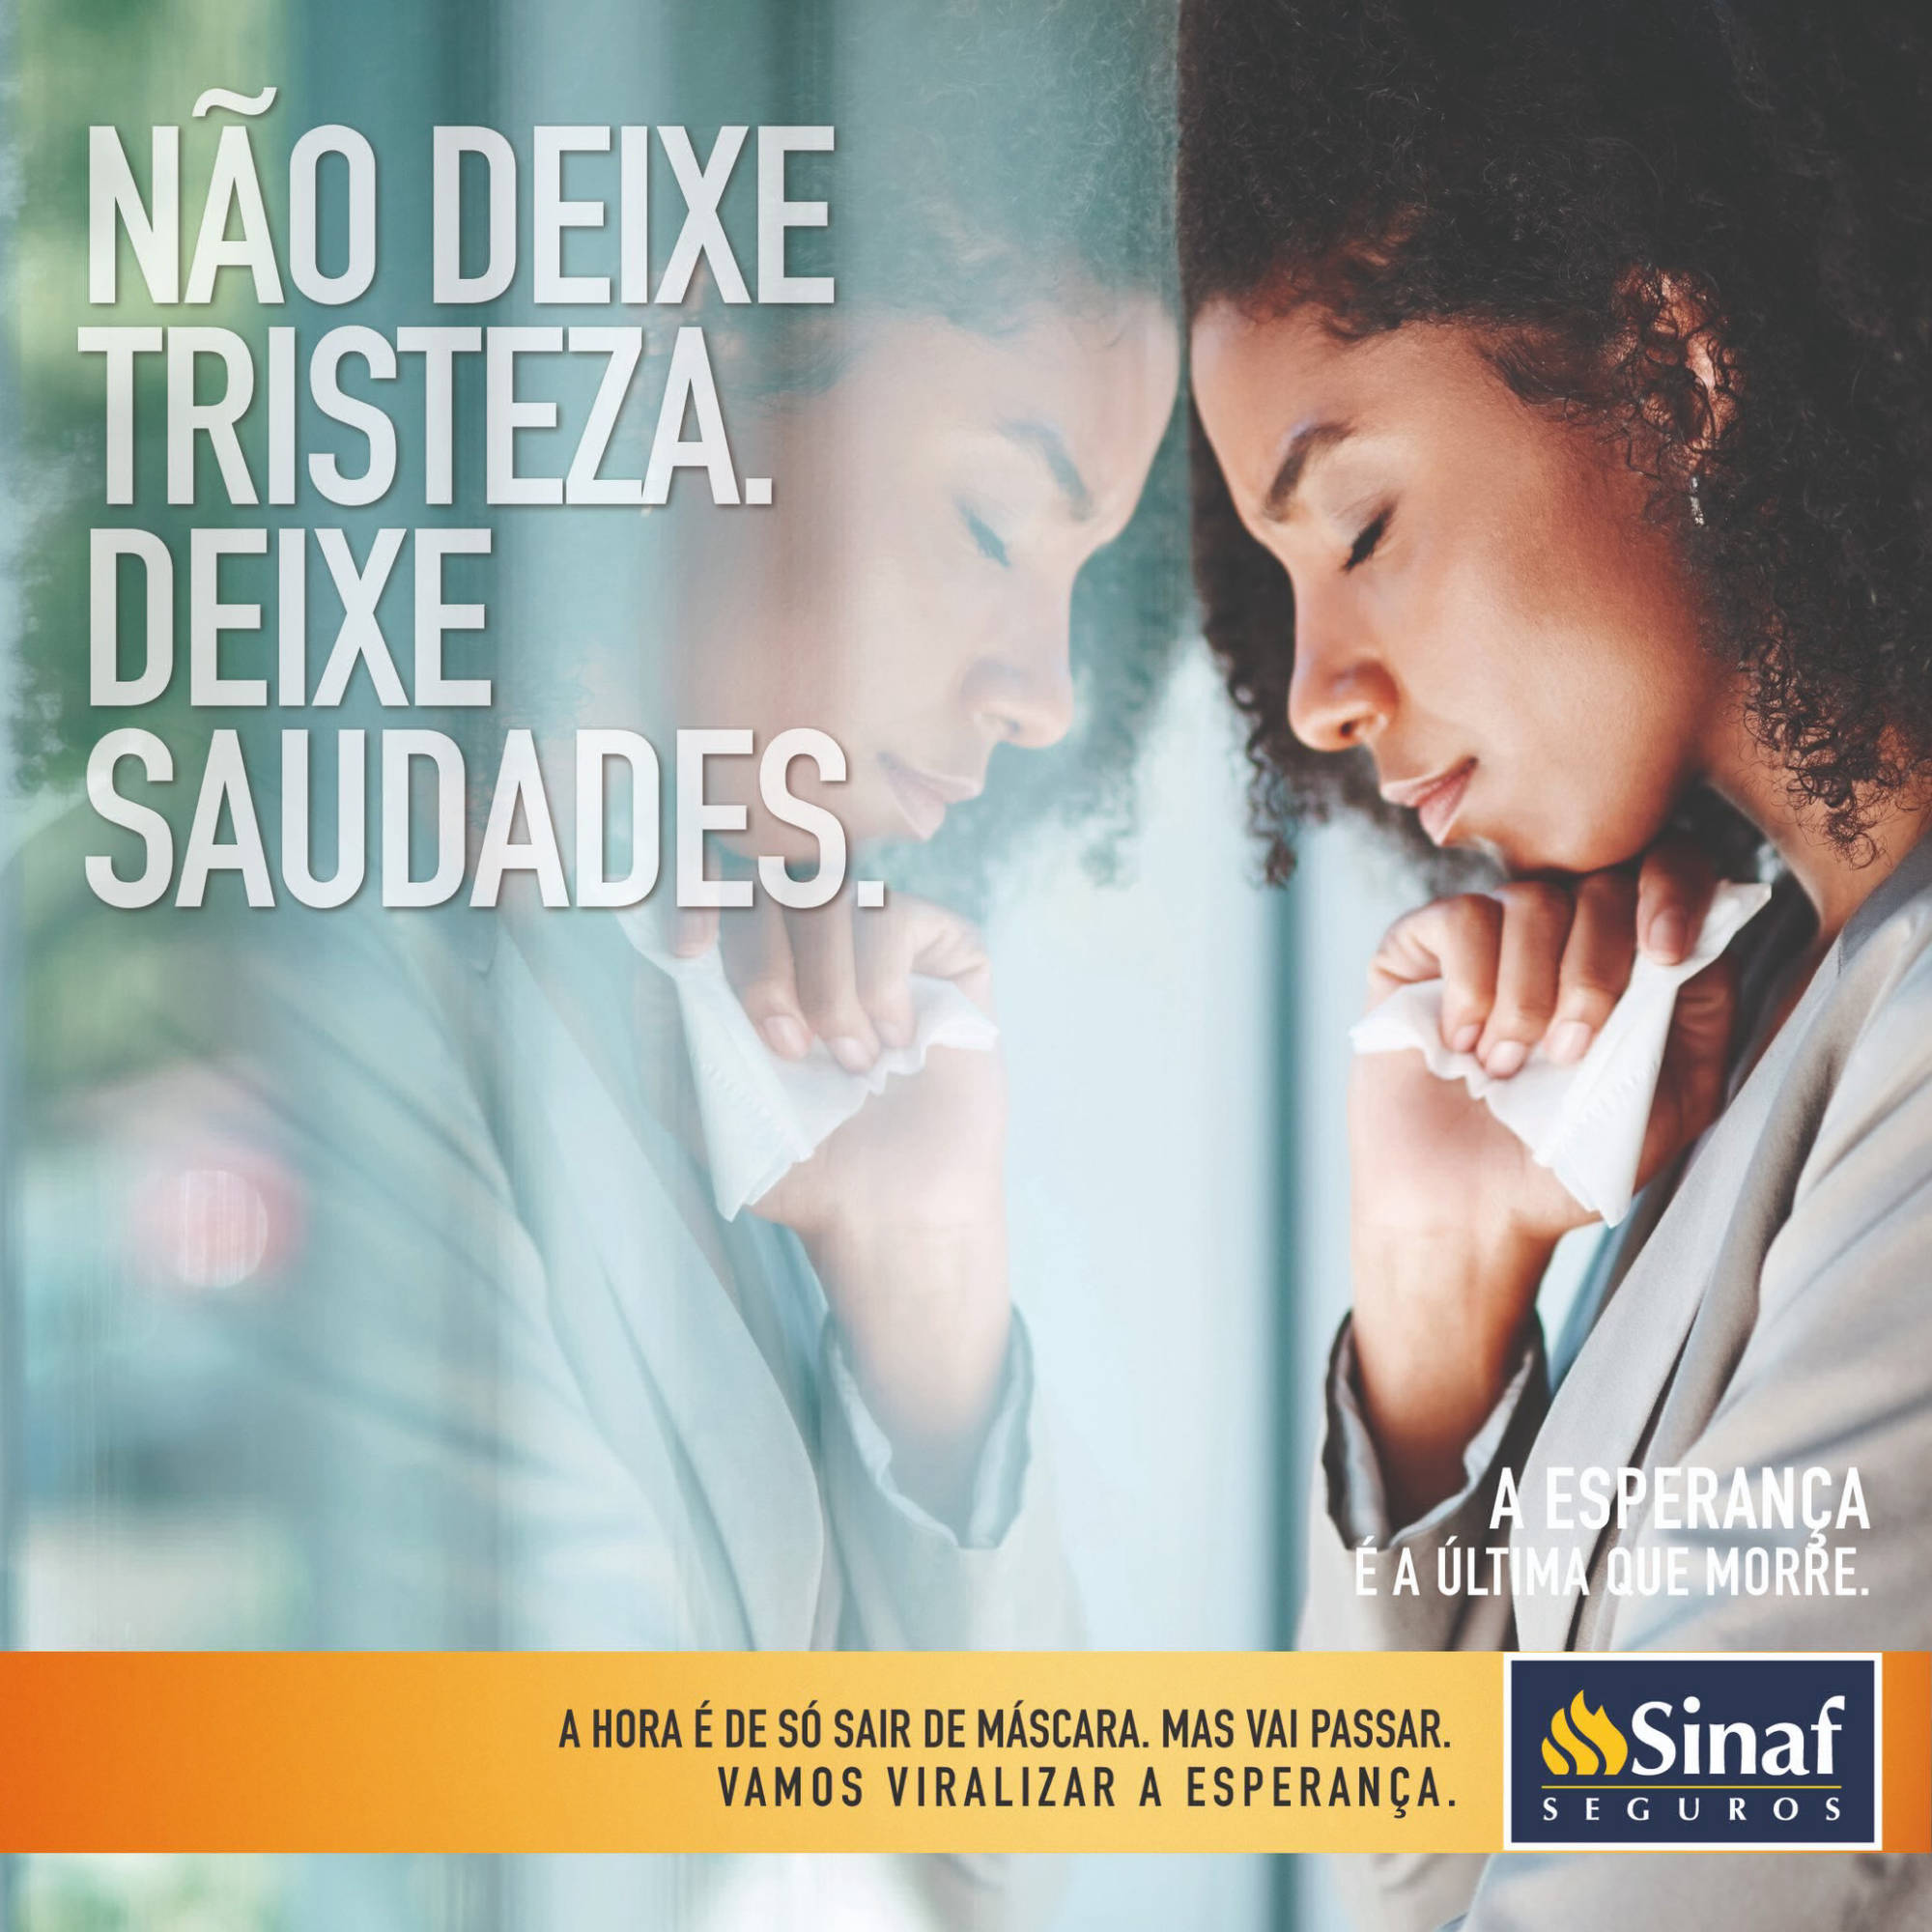 NÃO DEIXE
TRISTEZA.
DEIXE
SAUDADES.
A ESPERANÇA
É A ÚLTIMA QUE MORRE.
A HORA É DE SÓ SAIR DE MÁSCARA. MAS VAI PASSAR.
VAMOS VIRALIZAR A ESPERANÇA.
Sinaf
SEGUROS